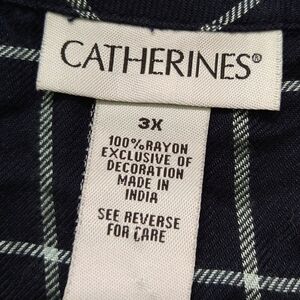 CATHERINES®
3X
100% RAYON
EXCLUSIVE OF
DECORATION
MADE IN
INDIA
SEE REVERSE
FOR CARE